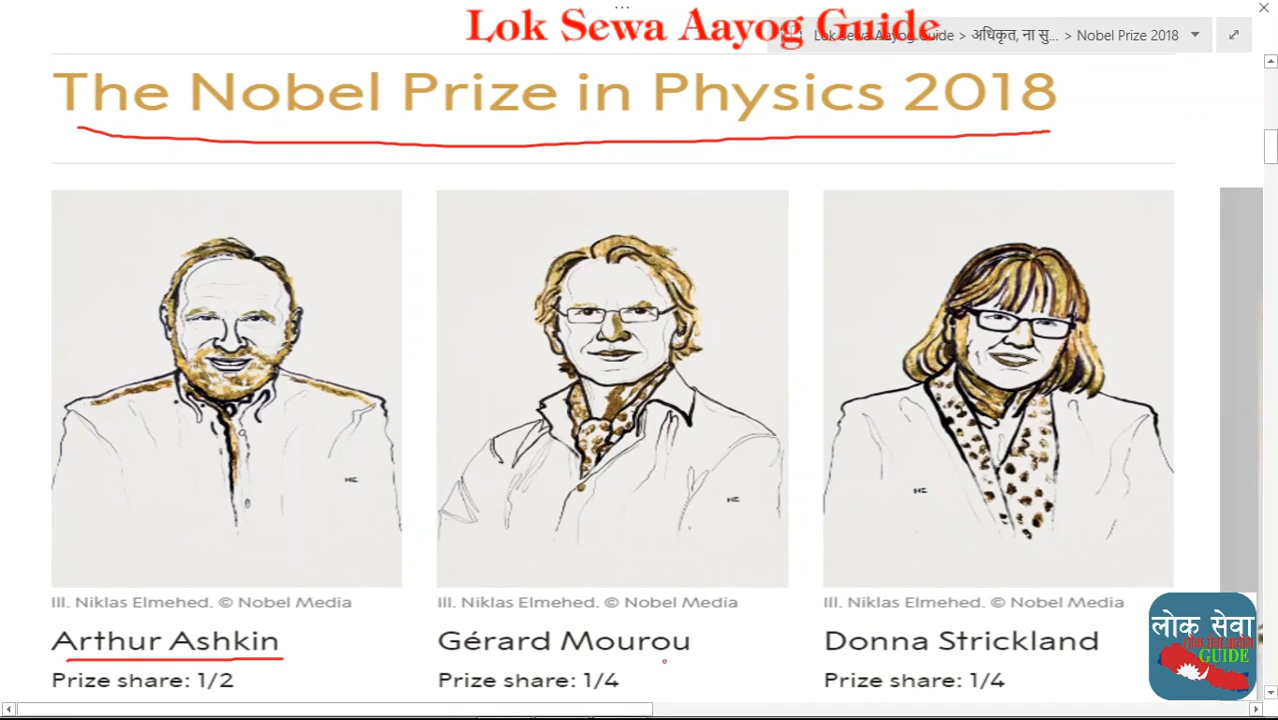 Lok Sewa Aayog Guide
Lok Sewa Aayog Guide > अधिकृत, ना सु... > Nobel Prize 2018
The Nobel Prize in Physics 2018
Ill. Niklas Elmehed. © Nobel Media
Ill. Niklas Elmehed. © Nobel Media
Ill. Niklas Elmehed. © Nobel Media
Arthur Ashkin
Gérard Mourou
Donna Strickland
Prize share: 1/2
Prize share: 1/4
Prize share: 1/4
लोक सेवा
लोक सेवा आयोग
GUIDE